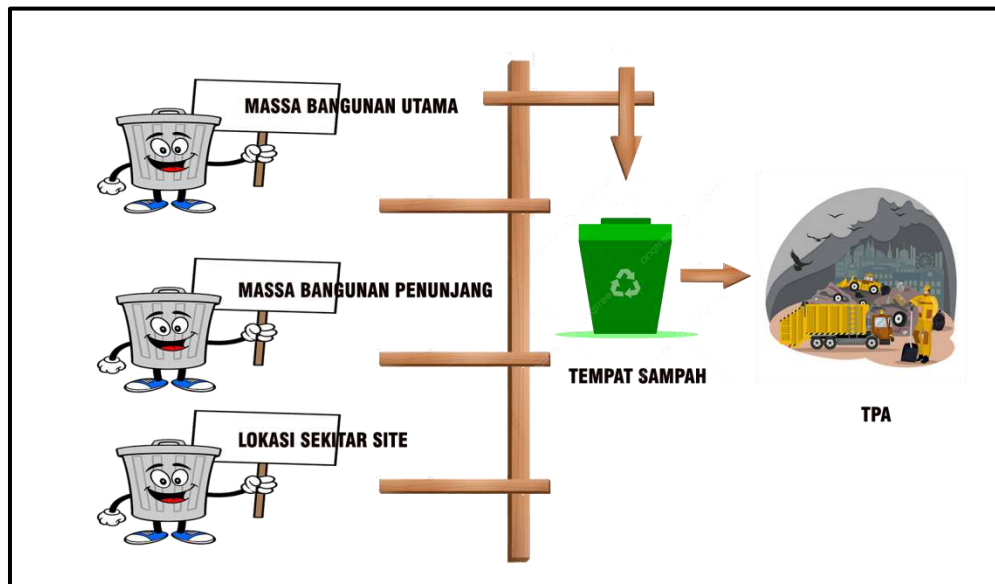 MASSA BANGUNAN UTAMA
MASSA BANGUNAN PENUNJANG
LOKASI SEKITAR SITE
TEMPAT SAMPAH
TPA